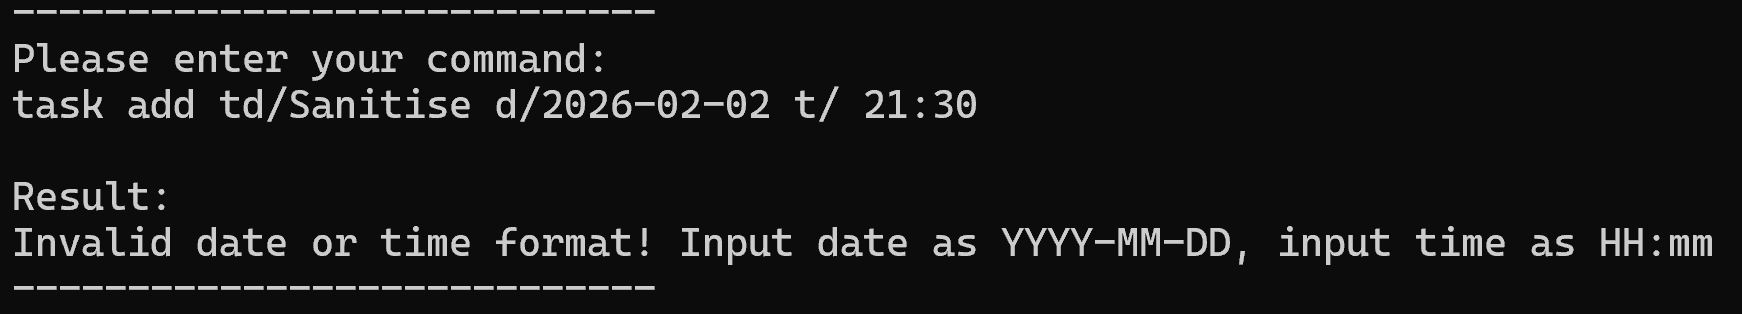 ----------------------------
Please enter your command:
task add td/Sanitise d/2026-02-02 t/ 21:30
Result:
Invalid date or time format! Input date as YYYY-MM-DD, input time as HH:mm
----------------------------